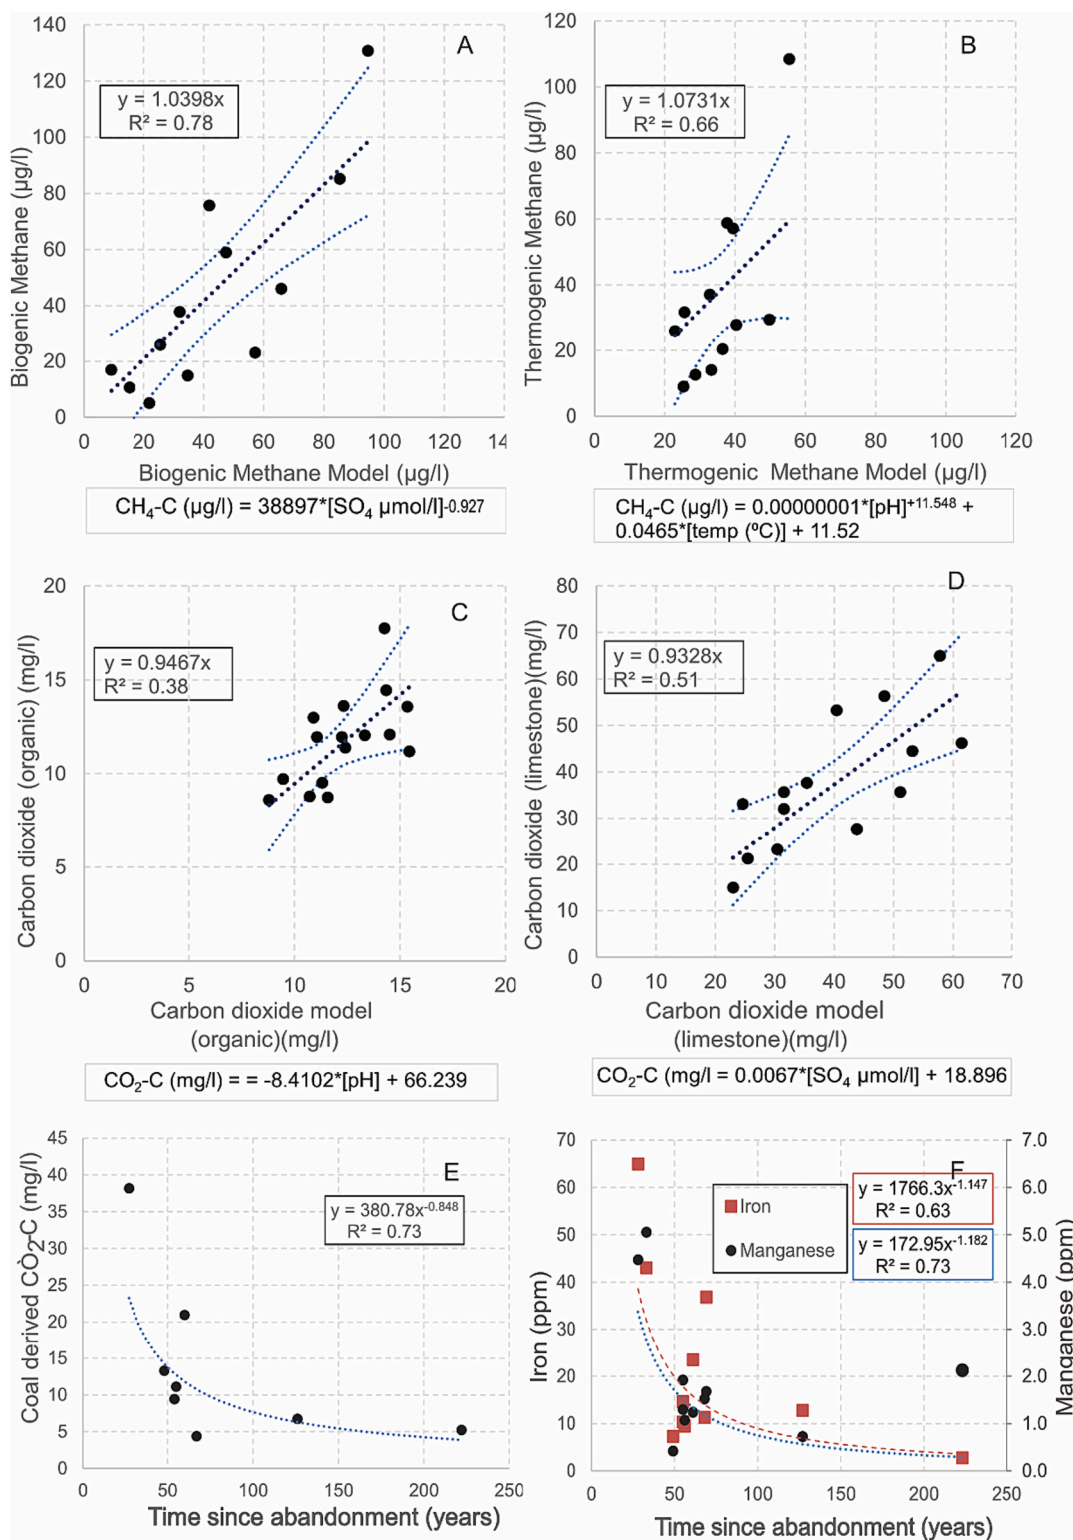 A
y = 1.0398x
R² = 0.78
Biogenic Methane (µg/l)
140
120
100
80
60
40
20
0
0 20 40 60 80 100 120 14
Biogenic Methane Model (µg/l)
CH₄-C (µg/l) = 38897*[SO₄ µmol/l]-0.927
B
y = 1.0731x
R² = 0.66
Thermogenic Methane (µg/l)
120
100
80
60
40
20
0
0 20 40 60 80 100 120
Thermogenic Methane Model (µg/l)
CH₄-C (µg/l) = 0.00000001*[pH]+11.548 +
0.0465*[temp (ºC)] + 11.52
C
y = 0.9467x
R² = 0.38
Carbon dioxide (organic) (mg/l)
20
15
10
5
0
0 5 10 15 20
Carbon dioxide model
(organic)(mg/l)
CO₂-C (mg/l) = = -8.4102*[pH] + 66.239
D
y = 0.9328x
R² = 0.51
Carbon dioxide (limestone)(mg/l)
80
70
60
50
40
30
20
10
0
0 10 20 30 40 50 60 70
Carbon dioxide model
(limestone)(mg/l)
CO₂-C (mg/l = 0.0067*[SO₄ µmol/l] + 18.896
E
y = 380.78x-0.848
R² = 0.73
Coal derived CO₂-C (mg/l)
45
40
35
30
25
20
15
10
5
0
0 50 100 150 200 250
Time since abandonment (years)
F
Iron
Manganese
y = 1766.3x-1.147
R² = 0.63
y = 172.95x-1.182
R² = 0.73
Iron (ppm)
70
60
50
40
30
20
10
0
0 50 100 150 200 250
7.0
6.0
5.0
4.0
3.0
2.0
1.0
0.0
Manganese (ppm)
Time since abandonment (years)